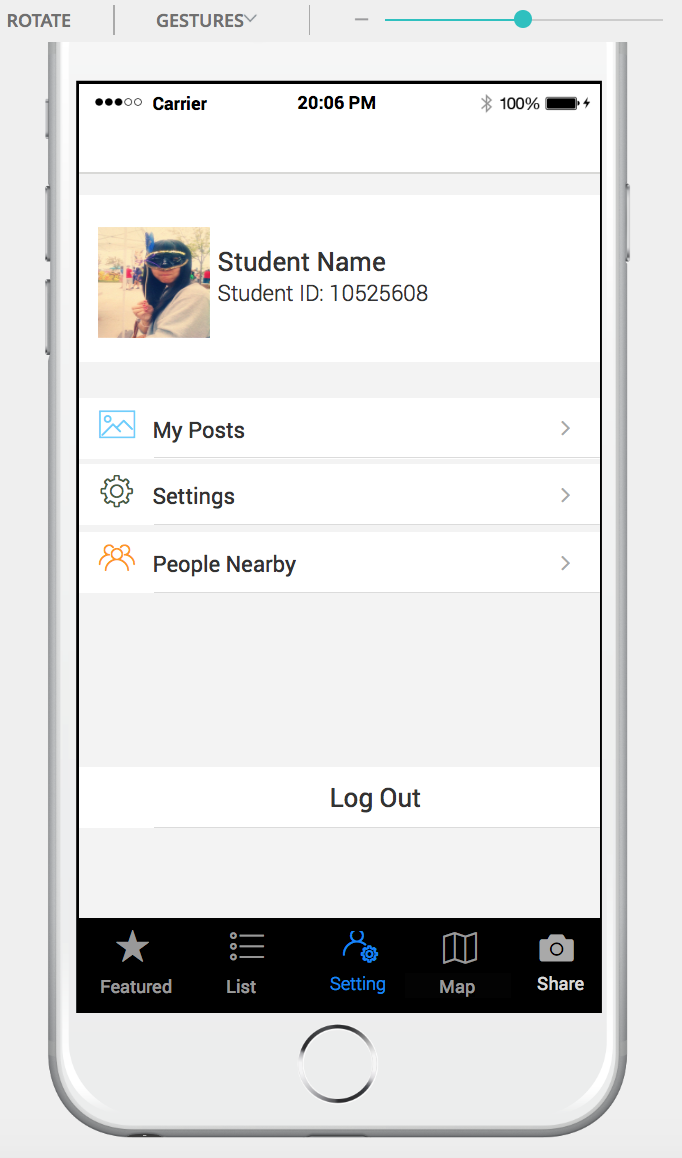 ROTATE GESTURES
Carrier 20:06 PM 100%
Student Name
Student ID: 10525608
My Posts
Settings
People Nearby
Log Out
Featured List Setting Map Share